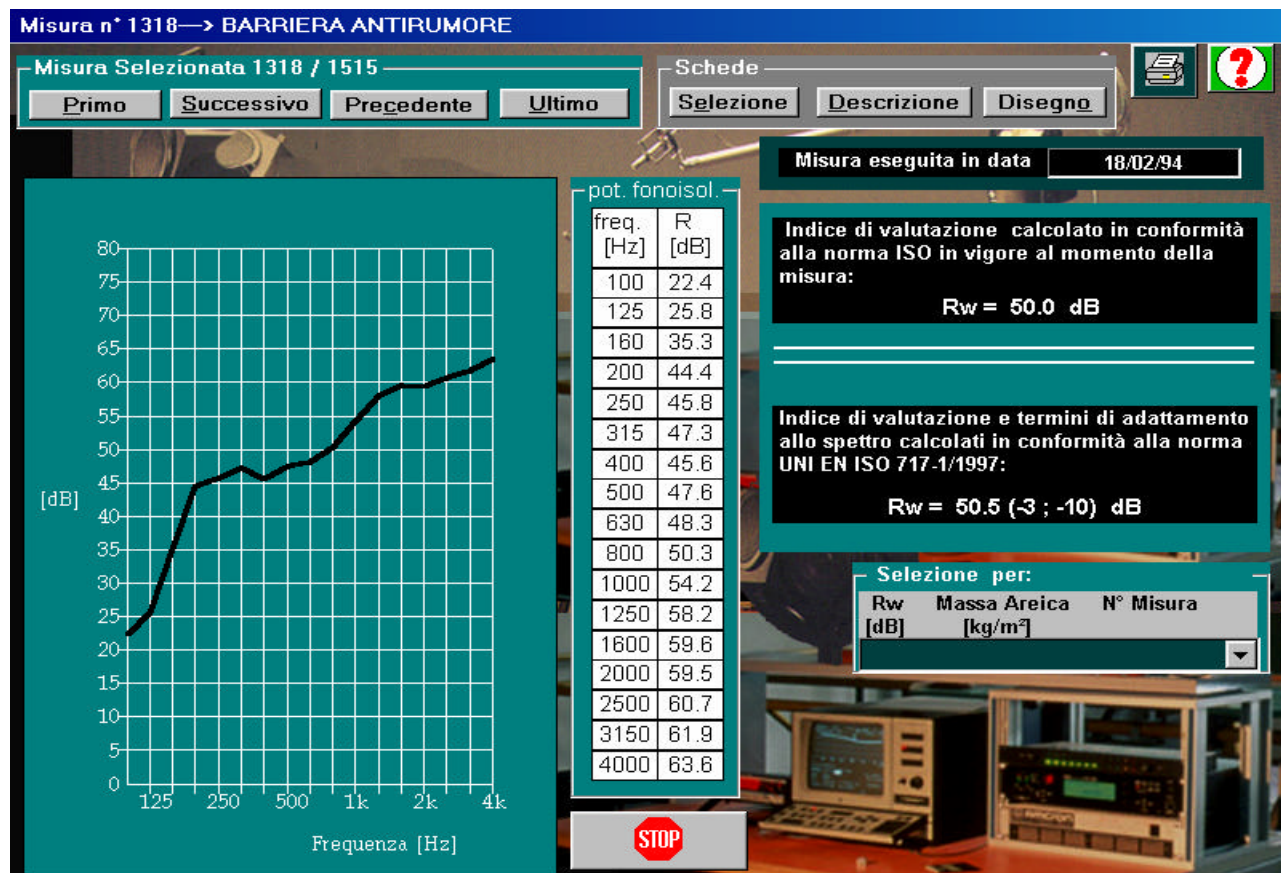 Misura n° 1318—> BARRIERA ANTIRUMORE
Misura Selezionata 1318 / 1515
Primo Successivo Precedente Ultimo
Schede
Selezione Descrizione Disegno
?
Misura eseguita in data 18/02/94
80
75
70
65
60
55
50
45
40
35
30
25
20
15
10
5
0
[dB]
125 250 500 1k 2k 4k
Frequenza [Hz]
pot. fonoisol.
freq. R
[Hz] [dB]
100 22.4
125 25.8
160 35.3
200 44.4
250 45.8
315 47.3
400 45.6
500 47.6
630 48.3
800 50.3
1000 54.2
1250 58.2
1600 59.6
2000 59.5
2500 60.7
3150 61.9
4000 63.6
STOP
Indice di valutazione calcolato in conformità
alla norma ISO in vigore al momento della
misura:
Rw = 50.0 dB
Indice di valutazione e termini di adattamento
allo spettro calcolati in conformità alla norma
UNI EN ISO 717-1/1997:
Rw = 50.5 (-3 ; -10) dB
Selezione per:
Rw Massa Areica N° Misura
[dB] [kg/m²]